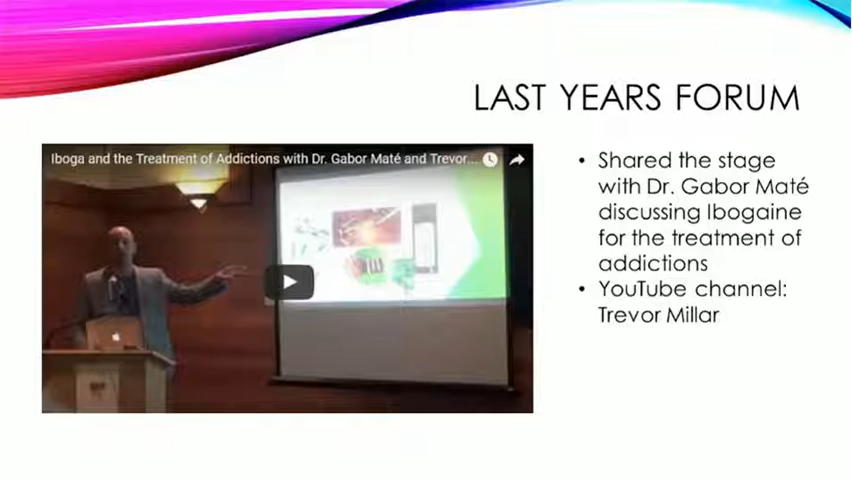 LAST YEARS FORUM
Iboga and the Treatment of Addictions with Dr. Gabor Maté and Trevor...
• Shared the stage
with Dr. Gabor Maté
discussing Ibogaine
for the treatment of
addictions
• YouTube channel:
Trevor Millar